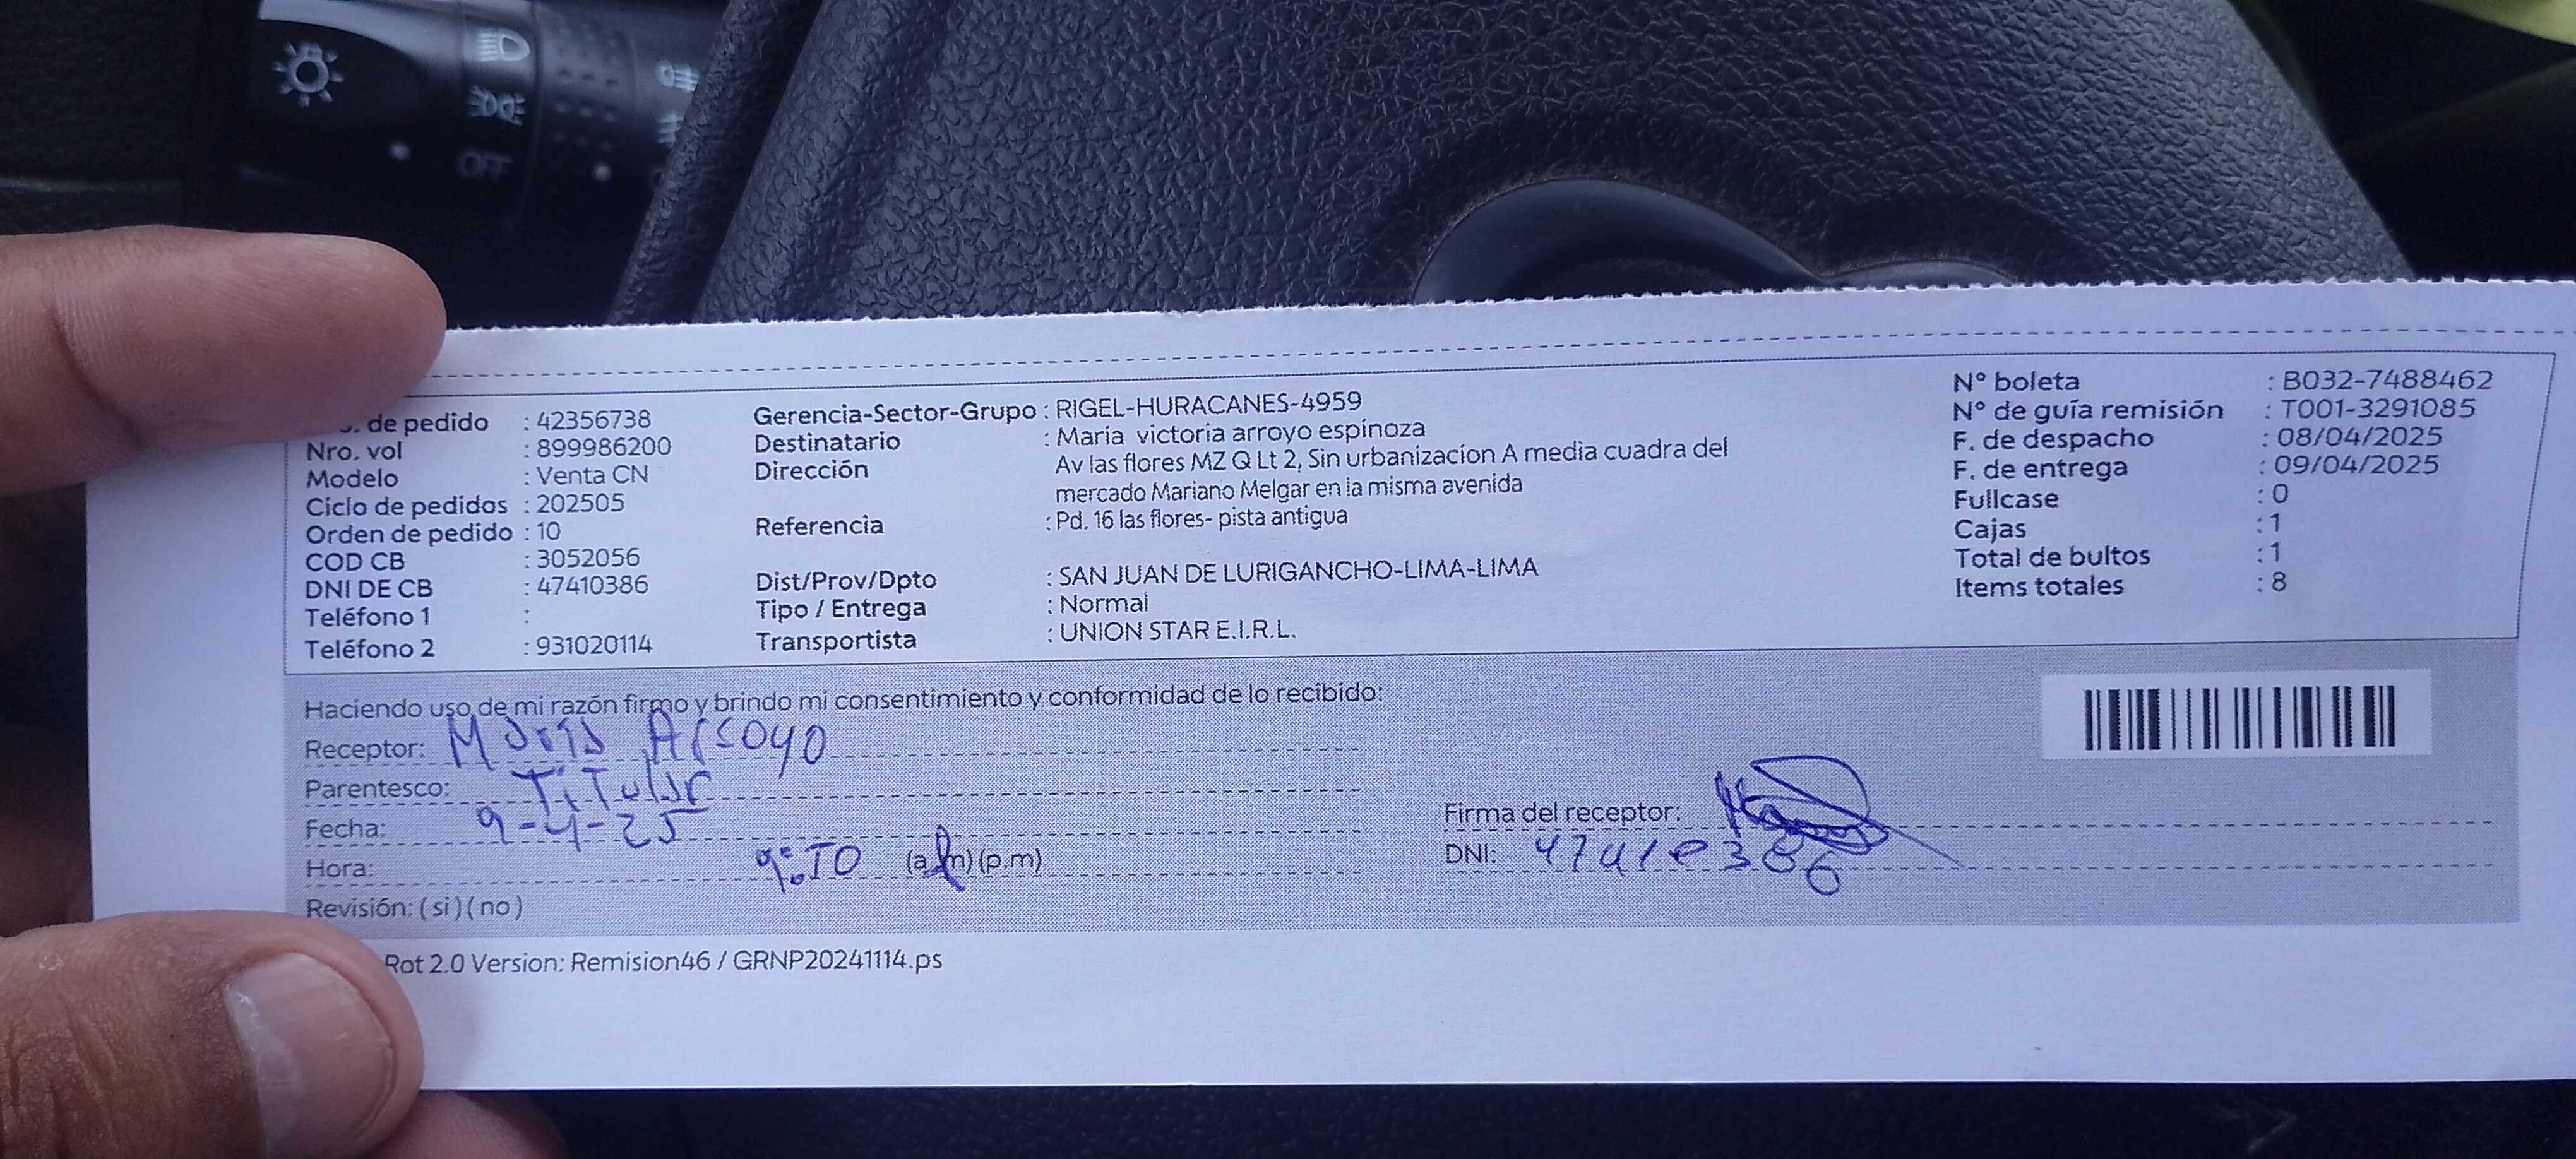 OFF
. de pedido : 42356738
Nro. vol : 899986200
Modelo : Venta CN
Ciclo de pedidos : 202505
Orden de pedido : 10
COD CB : 3052056
DNI DE CB : 47410386
Teléfono 1 :
Teléfono 2 : 931020114
Gerencia-Sector-Grupo : RIGEL-HURACANES-4959
Destinatario : Maria victoria arroyo espinoza
Dirección Av las flores MZ Q Lt 2, Sin urbanizacion A media cuadra del
mercado Mariano Melgar en la misma avenida
Referencia : Pd. 16 las flores- pista antigua
Dist/Prov/Dpto : SAN JUAN DE LURIGANCHO-LIMA-LIMA
Tipo / Entrega : Normal
Transportista : UNION STAR E.I.R.L.
N° boleta : B032-7488462
N° de guía remisión : T001-3291085
F. de despacho : 08/04/2025
F. de entrega : 09/04/2025
Fullcase : 0
Cajas : 1
Total de bultos : 1
Items totales : 8
Haciendo uso de mi razón firmo y brindo mi consentimiento y conformidad de lo recibido:
Receptor: Maria Arroyo
Parentesco: Titular
Fecha: 9-4-25
Hora: (a.m)(p.m)
Revisión: (si)(no)
Firma del receptor:
DNI: 47410386
Rot 2.0 Version: Remision46 / GRNP20241114.ps